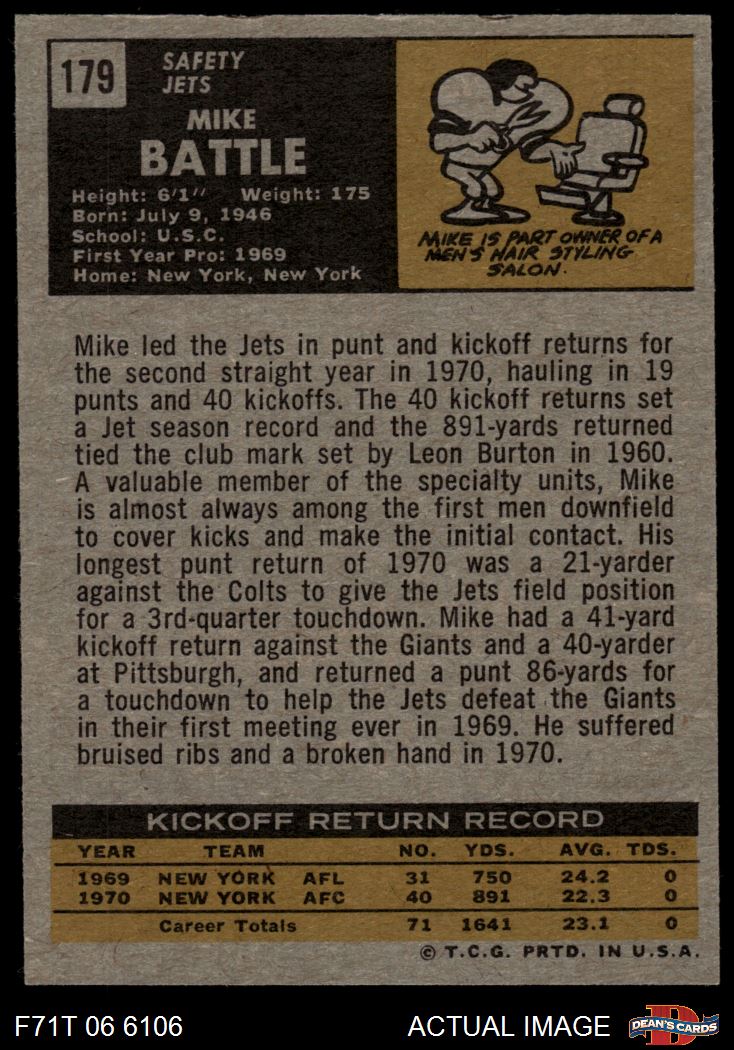 179
SAFETY
JETS
MIKE
BATTLE
Height: 6'1" Weight: 175
Born: July 9, 1946
School: U.S.C.
First Year Pro: 1969
Home: New York, New York
MIKE IS PART OWNER OF A
MEN'S HAIR STYLING
SALON.
Mike led the Jets in punt and kickoff returns for
the second straight year in 1970, hauling in 19
punts and 40 kickoffs. The 40 kickoff returns set
a Jet season record and the 891-yards returned
tied the club mark set by Leon Burton in 1960.
A valuable member of the specialty units, Mike
is almost always among the first men downfield
to cover kicks and make the initial contact. His
longest punt return of 1970 was a 21-yarder
against the Colts to give the Jets field position
for a 3rd-quarter touchdown. Mike had a 41-yard
kickoff return against the Giants and a 40-yarder
at Pittsburgh, and returned a punt 86-yards for
a touchdown to help the Jets defeat the Giants
in their first meeting ever in 1969. He suffered
bruised ribs and a broken hand in 1970.
KICKOFF RETURN RECORD
YEAR TEAM NO. YDS. AVG. TDS.
1969 NEW YORK AFL 31 750 24.2 0
1970 NEW YORK AFC 40 891 22.3 0
Career Totals 71 1641 23.1 0
© T.C.G. PRTD. IN U.S.A.
F71T 06 6106 ACTUAL IMAGE D DEAN'S CARDS